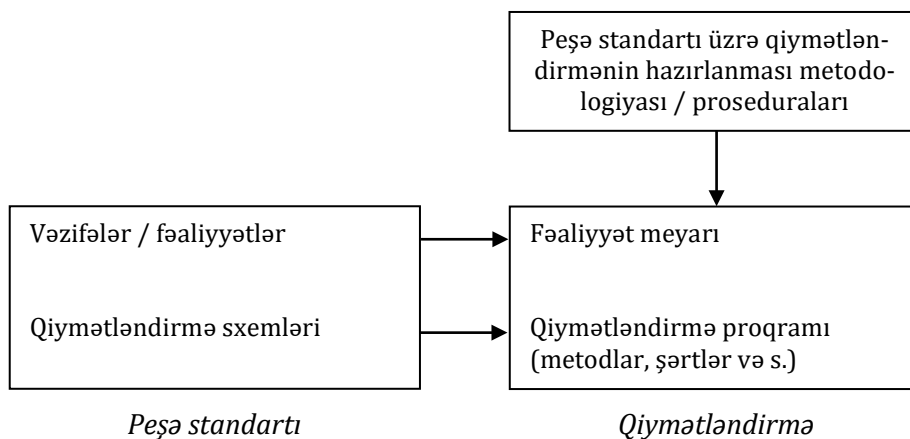 Peşə standartı üzrə qiymətlən-
dirmənin hazırlanması metodo-
logiyası / proseduraları
Vəzifələr / fəaliyyətlər
Fəaliyyət meyarı
Qiymətləndirmə sxemləri
Qiymətləndirmə proqramı
(metodlar, şərtlər və s.)
Peşə standartı
Qiymətləndirmə